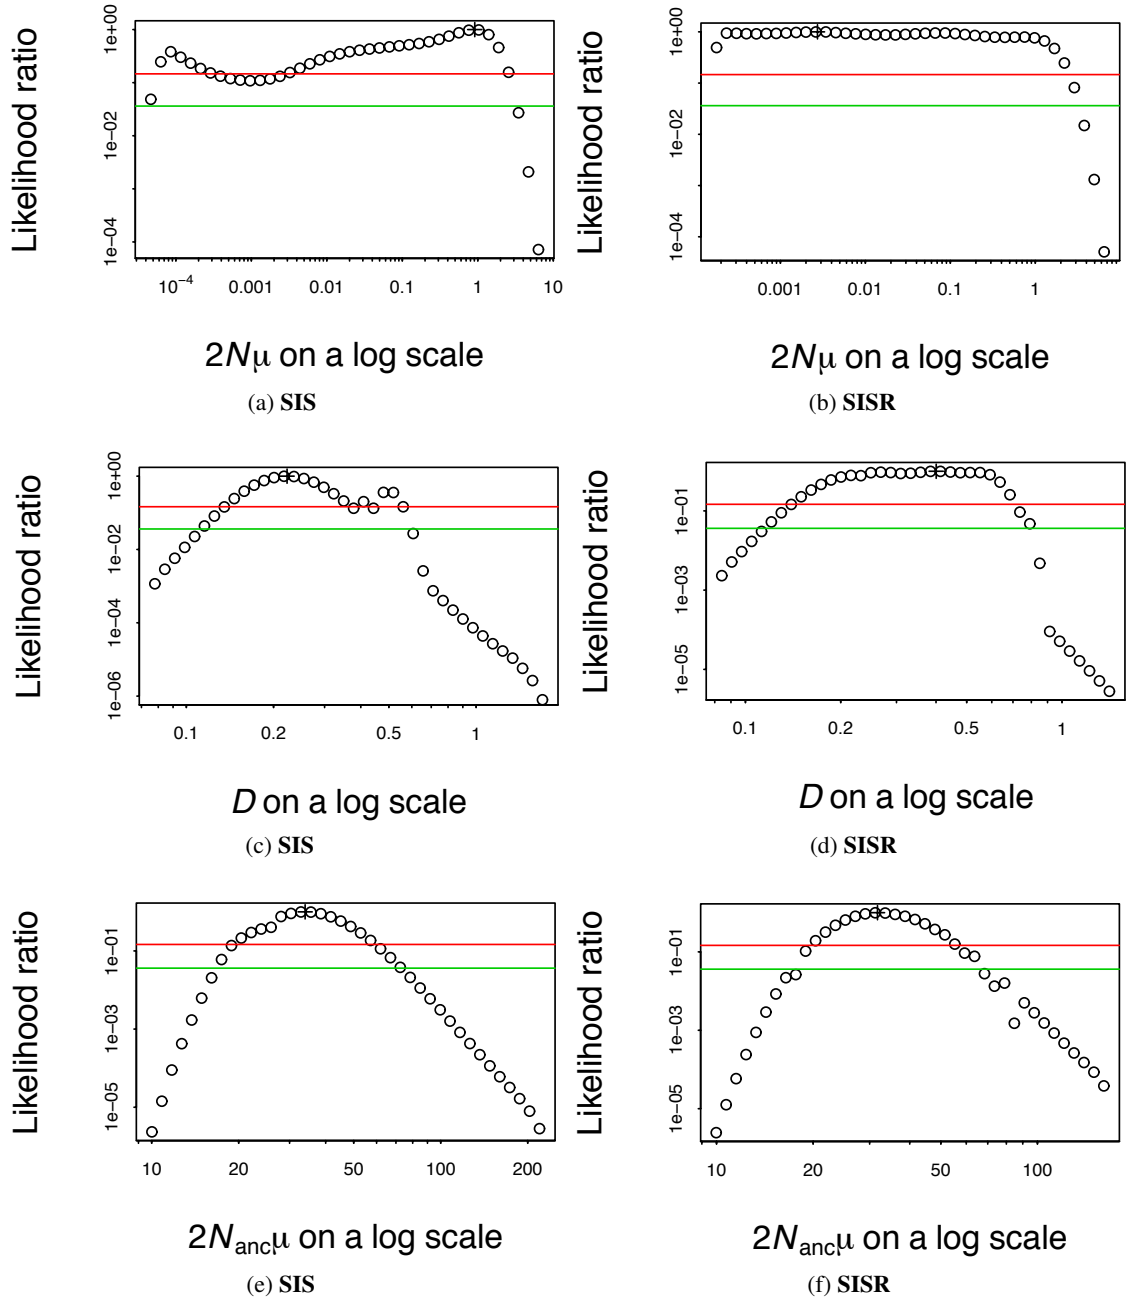 Likelihood ratio
1e−04 1e−02 1e+00
10−4 0.001 0.01 0.1 1 10
2Nμ on a log scale
(a) SIS
Likelihood ratio
1e−04 1e−02 1e+00
0.001 0.01 0.1 1
2Nμ on a log scale
(b) SISR
Likelihood ratio
1e−06 1e−04 1e−02 1e+00
0.1 0.2 0.5 1
D on a log scale
(c) SIS
Likelihood ratio
1e−05 1e−03 1e−01
0.1 0.2 0.5 1
D on a log scale
(d) SISR
Likelihood ratio
1e−05 1e−03 1e−01
10 20 50 100 200
2Nancμ on a log scale
(e) SIS
Likelihood ratio
1e−05 1e−03 1e−01
10 20 50 100
2Nancμ on a log scale
(f) SISR